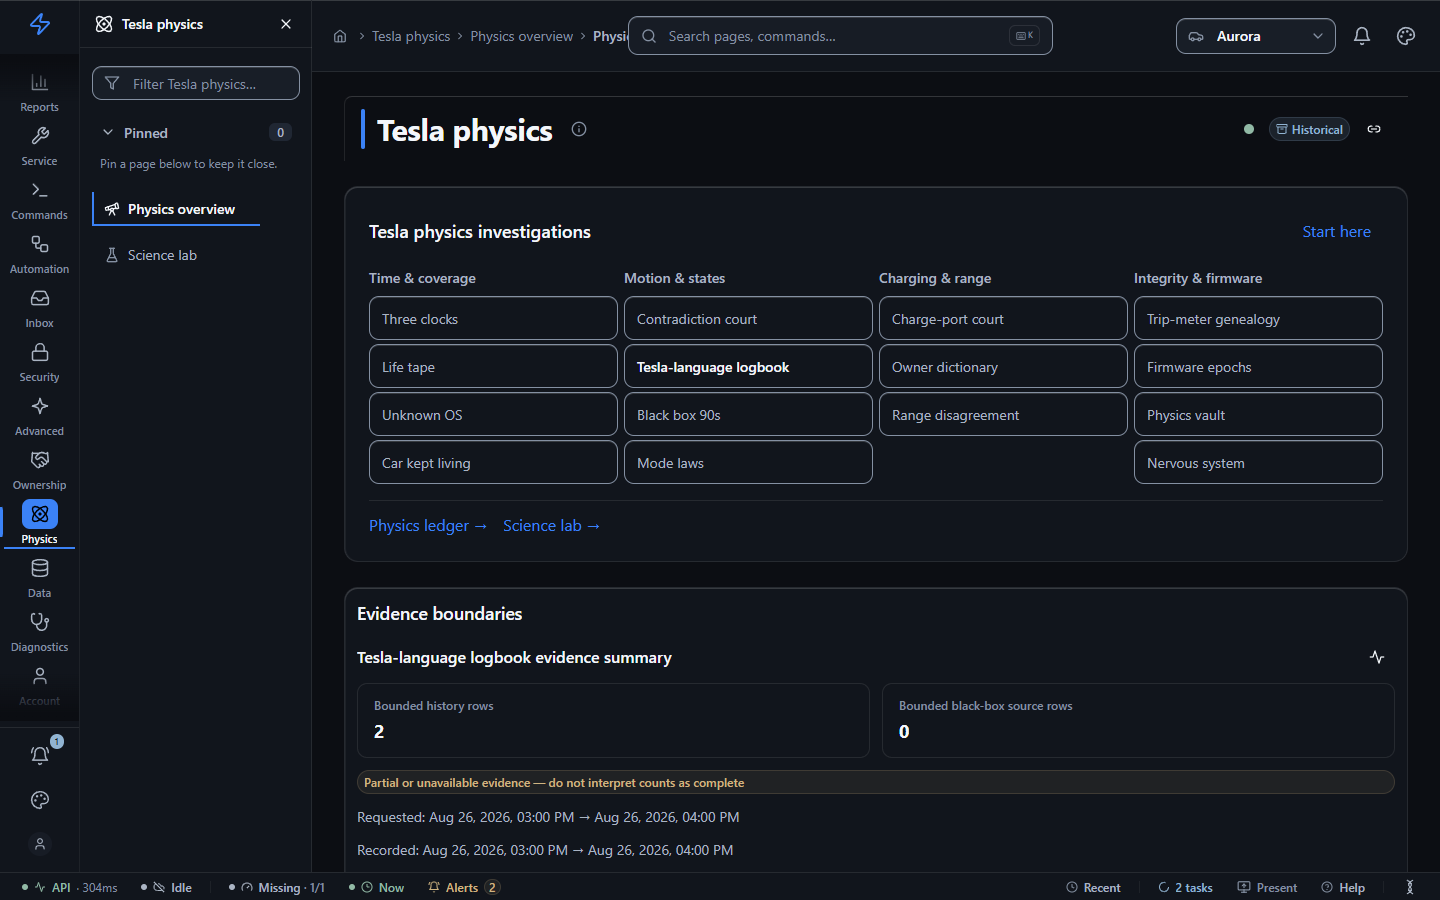 Tesla physics
Filter Tesla physics...
Pinned
0
Pin a page below to keep it close.
Physics overview
Science lab
Reports
Service
Commands
Automation
Inbox
Security
Advanced
Ownership
Physics
Data
Diagnostics
Account
1
Tesla physics
Physics overview
Search pages, commands...
K
Aurora
Tesla physics
Historical
Tesla physics investigations
Start here
Time & coverage
Three clocks
Life tape
Unknown OS
Car kept living
Motion & states
Contradiction court
Tesla-language logbook
Black box 90s
Mode laws
Charging & range
Charge-port court
Owner dictionary
Range disagreement
Integrity & firmware
Trip-meter genealogy
Firmware epochs
Physics vault
Nervous system
Physics ledger →
Science lab →
Evidence boundaries
Tesla-language logbook evidence summary
Bounded history rows
2
Bounded black-box source rows
0
Partial or unavailable evidence — do not interpret counts as complete
Requested: Aug 26, 2026, 03:00 PM → Aug 26, 2026, 04:00 PM
Recorded: Aug 26, 2026, 03:00 PM → Aug 26, 2026, 04:00 PM
API · 304ms
Idle
Missing · 1/1
Now
Alerts 2
Recent
2 tasks
Present
Help